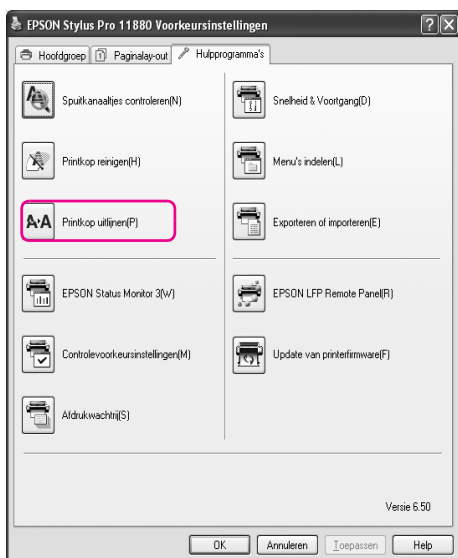 EPSON Stylus Pro 11880 Voorkeursinstellingen
Hoofdgroep Paginalay-out Hulpprogramma's
Spuitkanaaltjes controleren(N)
Snelheid & Voortgang(D)
Printkop reinigen(H)
Menu's indelen(L)
Printkop uitlijnen(P)
Exporteren of importeren(E)
EPSON Status Monitor 3(W)
EPSON LFP Remote Panel(R)
Controlevoorkeursinstellingen(M)
Update van printerfirmware(F)
Afdrukwachtrij(S)
Versie 6.50
OK Annuleren Toepassen Help